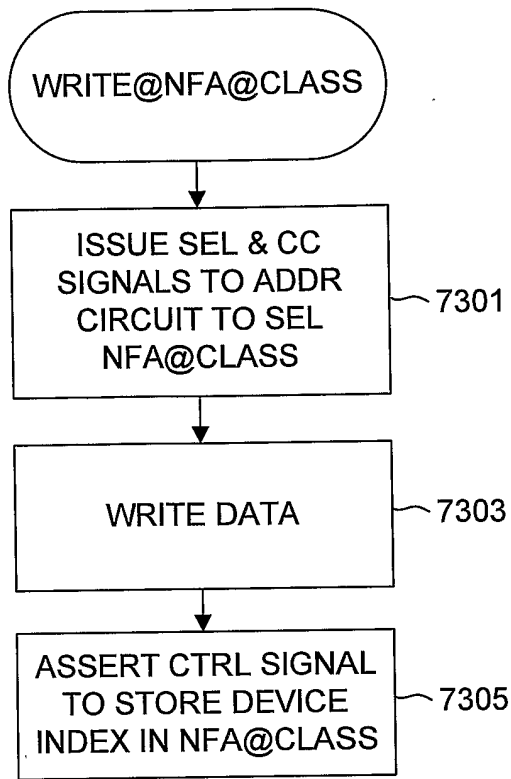 WRITE@NFA@CLASS
ISSUE SEL & CC
SIGNALS TO ADDR
CIRCUIT TO SEL
NFA@CLASS
7301
WRITE DATA
7303
ASSERT CTRL SIGNAL
TO STORE DEVICE
INDEX IN NFA@CLASS
7305